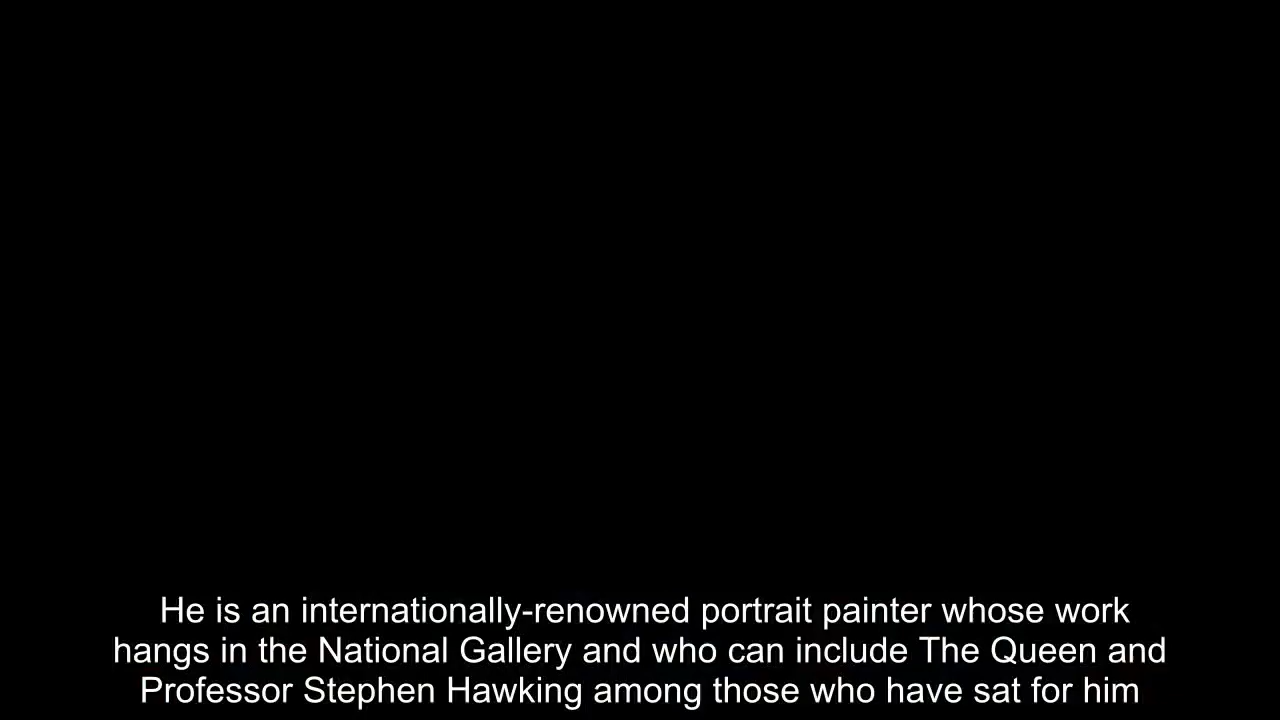 He is an internationally-renowned portrait painter whose work
hangs in the National Gallery and who can include The Queen and
Professor Stephen Hawking among those who have sat for him